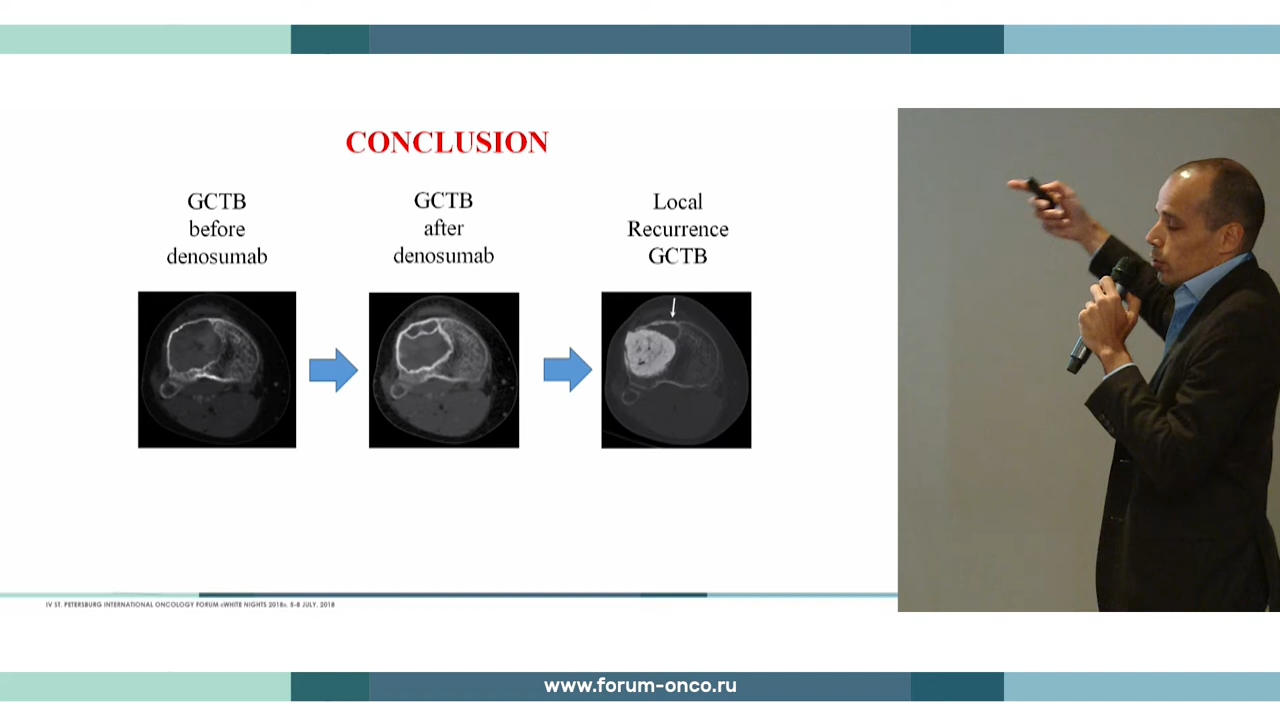 CONCLUSION
GCTB
before
denosumab
GCTB
after
denosumab
Local
Recurrence
GCTB
IV ST. PETERSBURG INTERNATIONAL ONCOLOGY FORUM «WHITE NIGHTS 2018». 5-8 JULY, 2018
www.forum-onco.ru